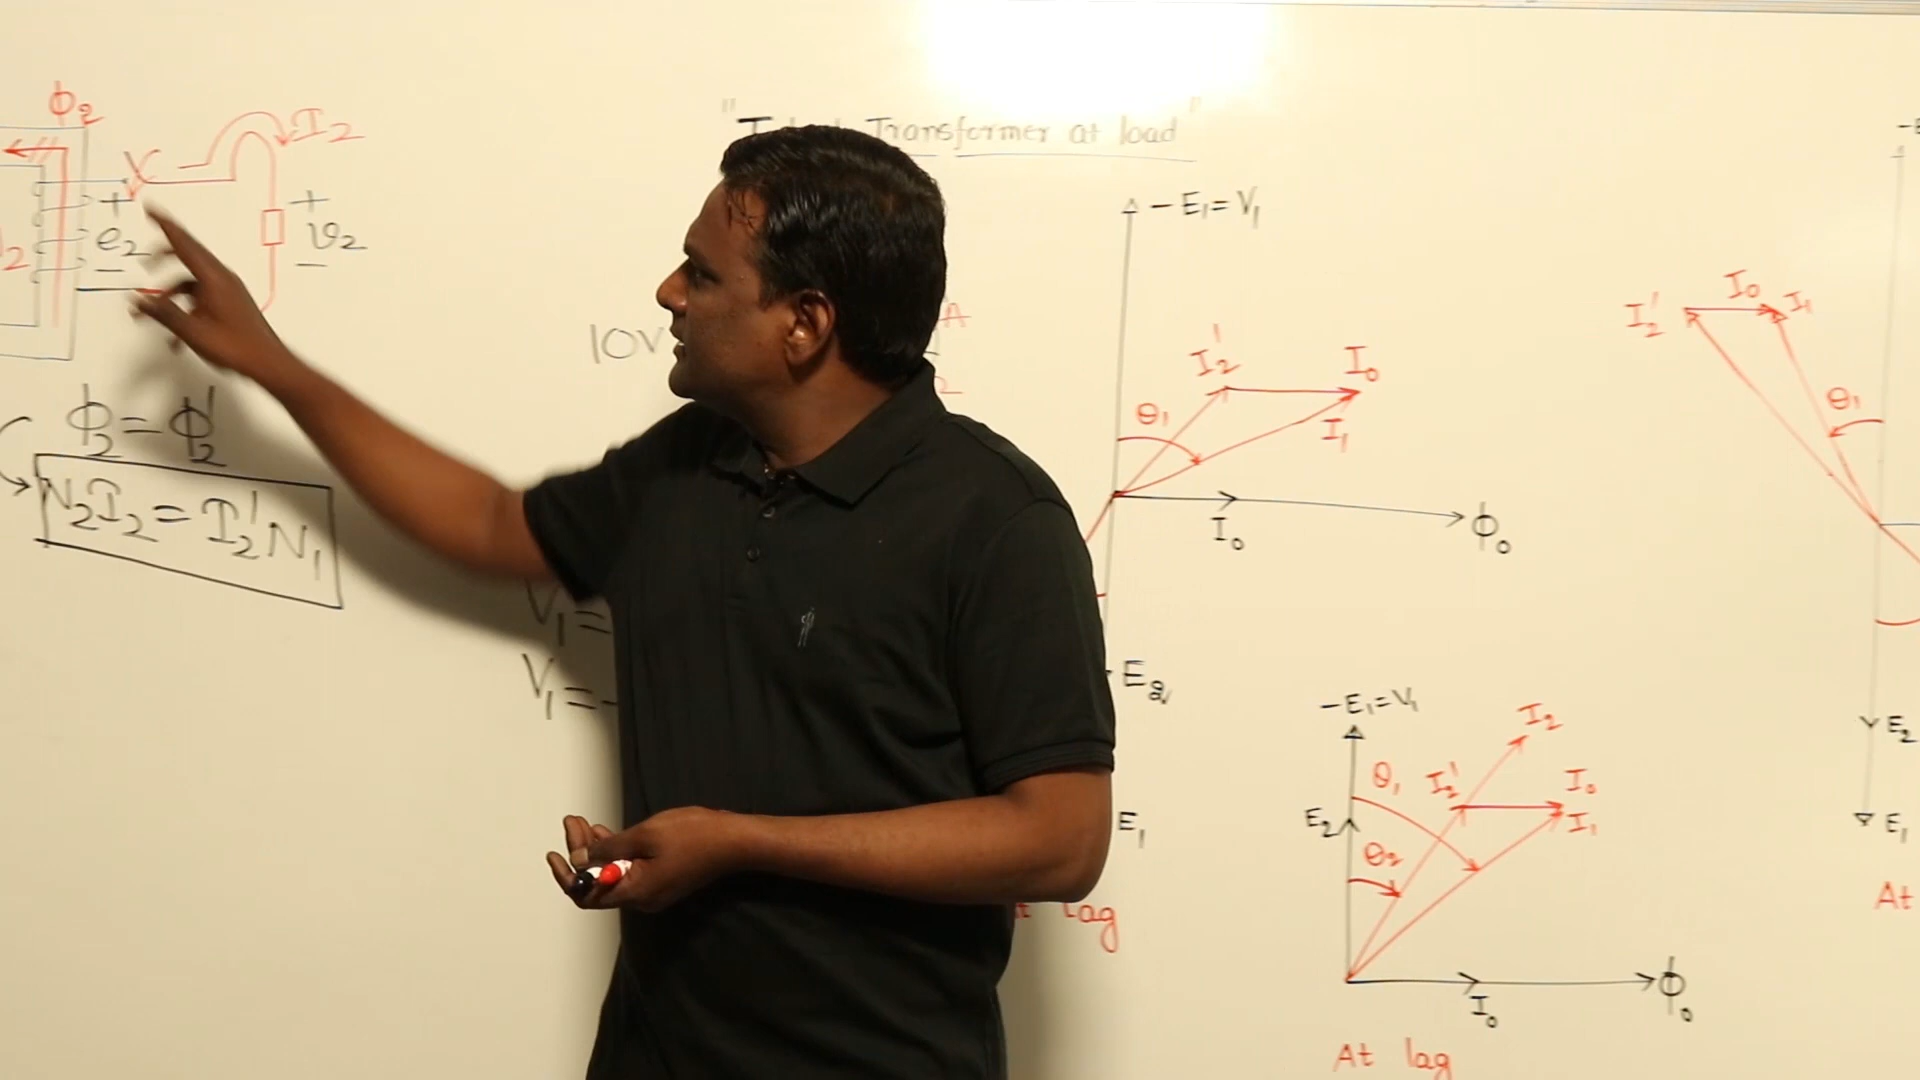 Transformer at load"
ϕ2
I2
+
+
e2
v2
−
−
ϕ2 = ϕ2'
N2I2 = I2'N1
10V
V1 =
V1 = -
-E1 = V1
I2'
I0
θ1
I1
I0
ϕ0
E2
E1
lag
-E1 = V1
I2
θ1
I2'
I0
E2
I1
θ2
I0
ϕ0
At lag
I2'
I0
I1
θ1
E2
E1
At